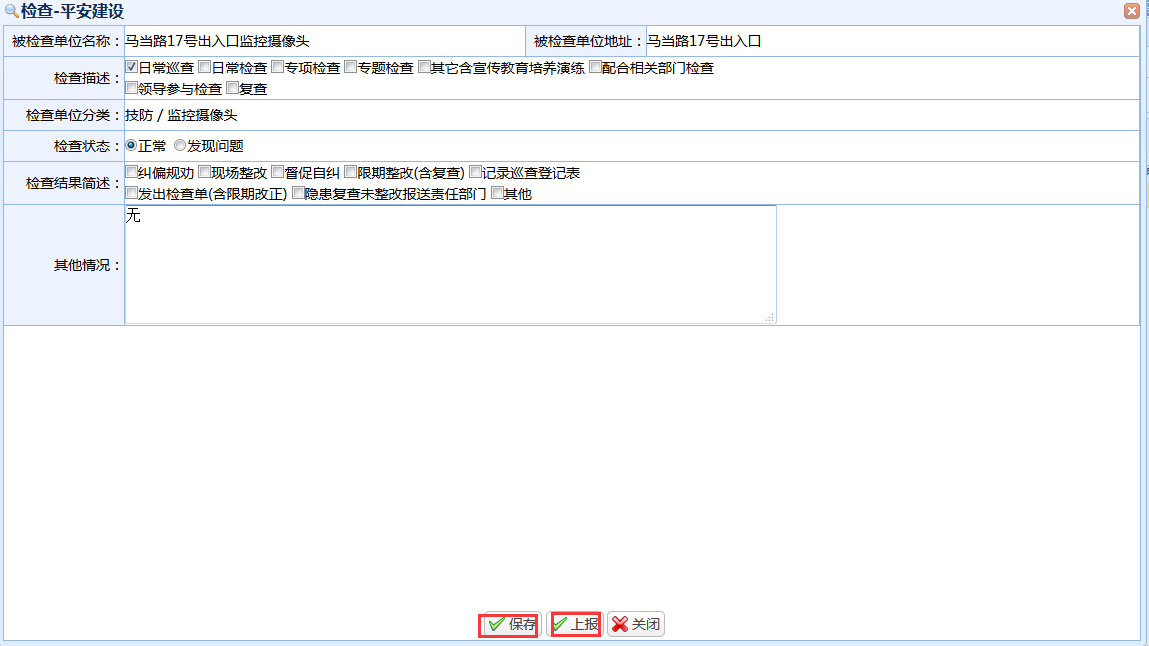 检查-平安建设
被检查单位名称：马当路17号出入口监控摄像头 被检查单位地址：马当路17号出入口
检查描述：日常巡查 日常检查 专项检查 专题检查 其它含宣传教育培养演练 配合相关部门检查
领导参与检查 复查
检查单位分类：技防 / 监控摄像头
检查状态：正常 发现问题
检查结果简述：纠偏规劝 现场整改 督促自纠 限期整改(含复查) 记录巡查登记表
发出检查单(含限期改正) 隐患复查未整改报送责任部门 其他
其他情况：无
保存 上报 关闭